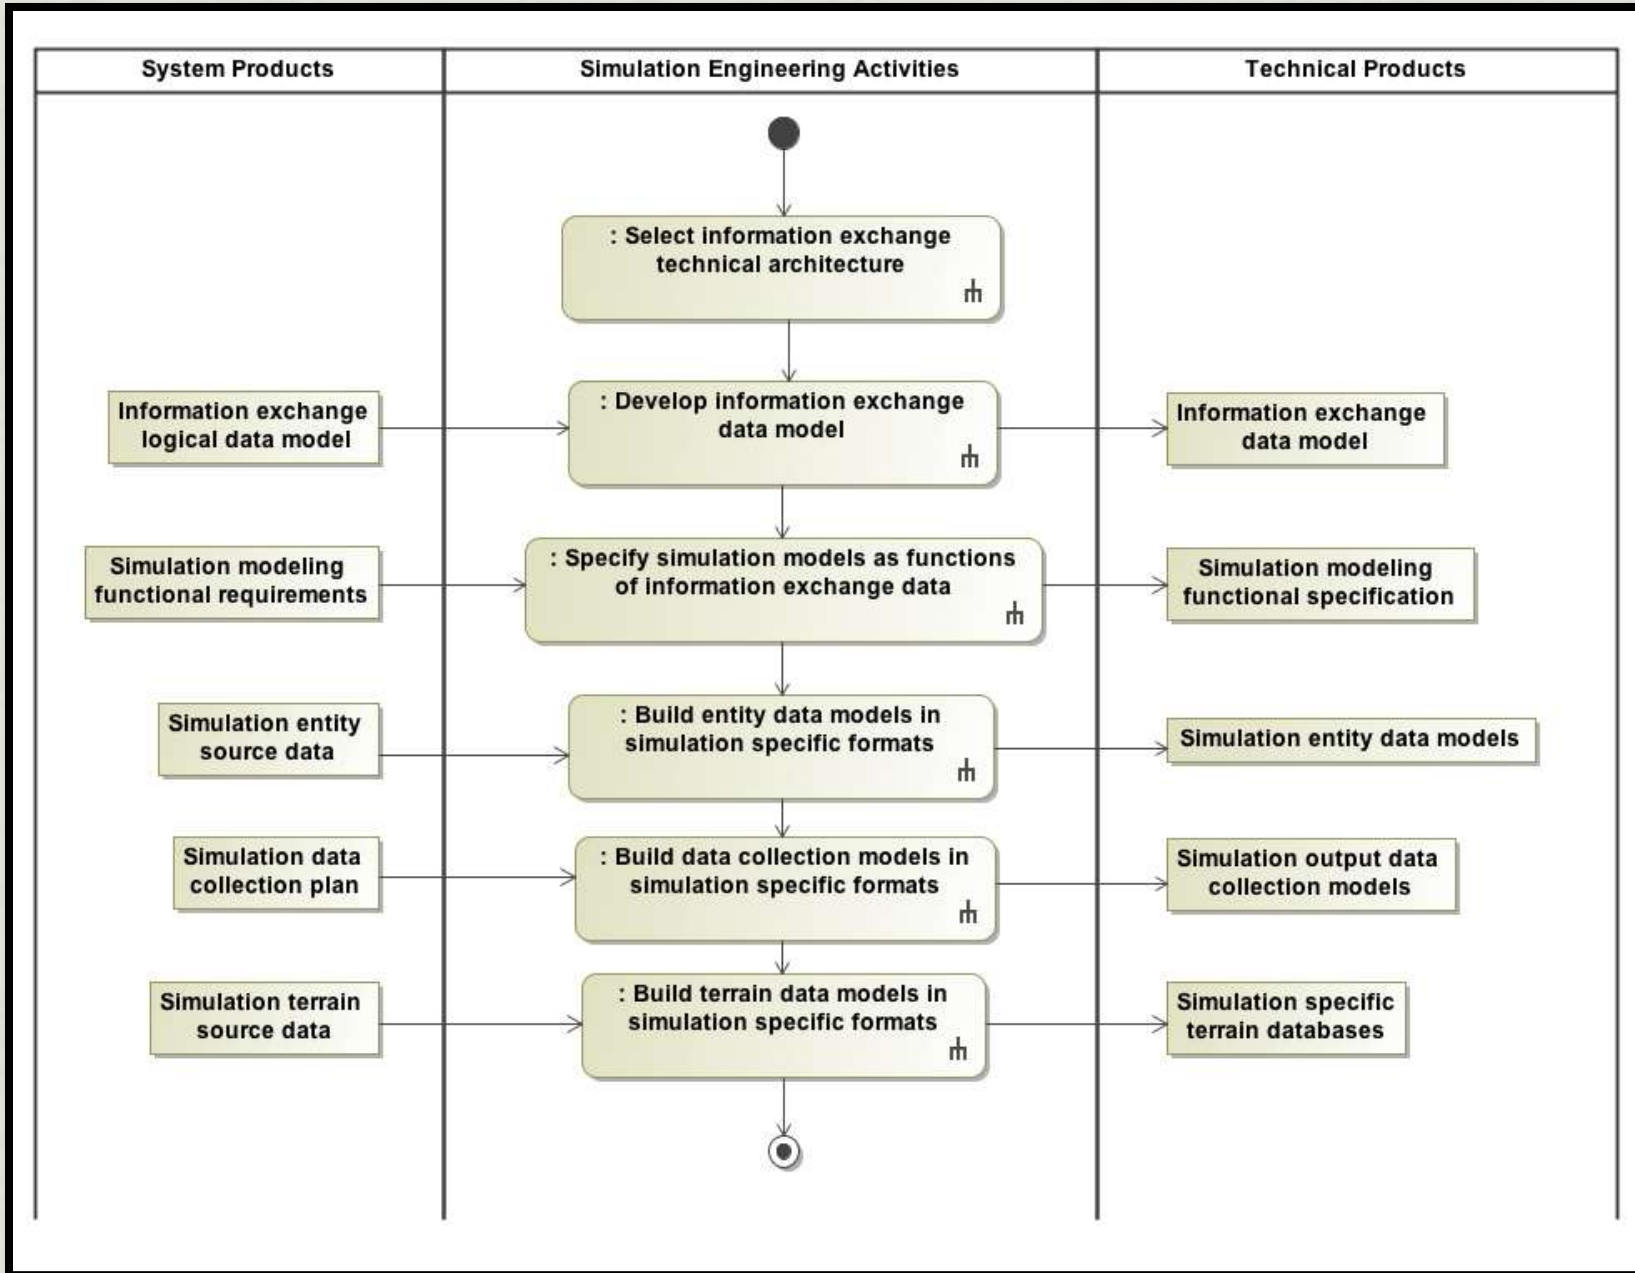 System Products
Simulation Engineering Activities
Technical Products
: Select information exchange
technical architecture
Information exchange
logical data model
: Develop information exchange
data model
Information exchange
data model
Simulation modeling
functional requirements
: Specify simulation models as functions
of information exchange data
Simulation modeling
functional specification
Simulation entity
source data
: Build entity data models in
simulation specific formats
Simulation entity data models
Simulation data
collection plan
: Build data collection models in
simulation specific formats
Simulation output data
collection models
Simulation terrain
source data
: Build terrain data models in
simulation specific formats
Simulation specific
terrain databases